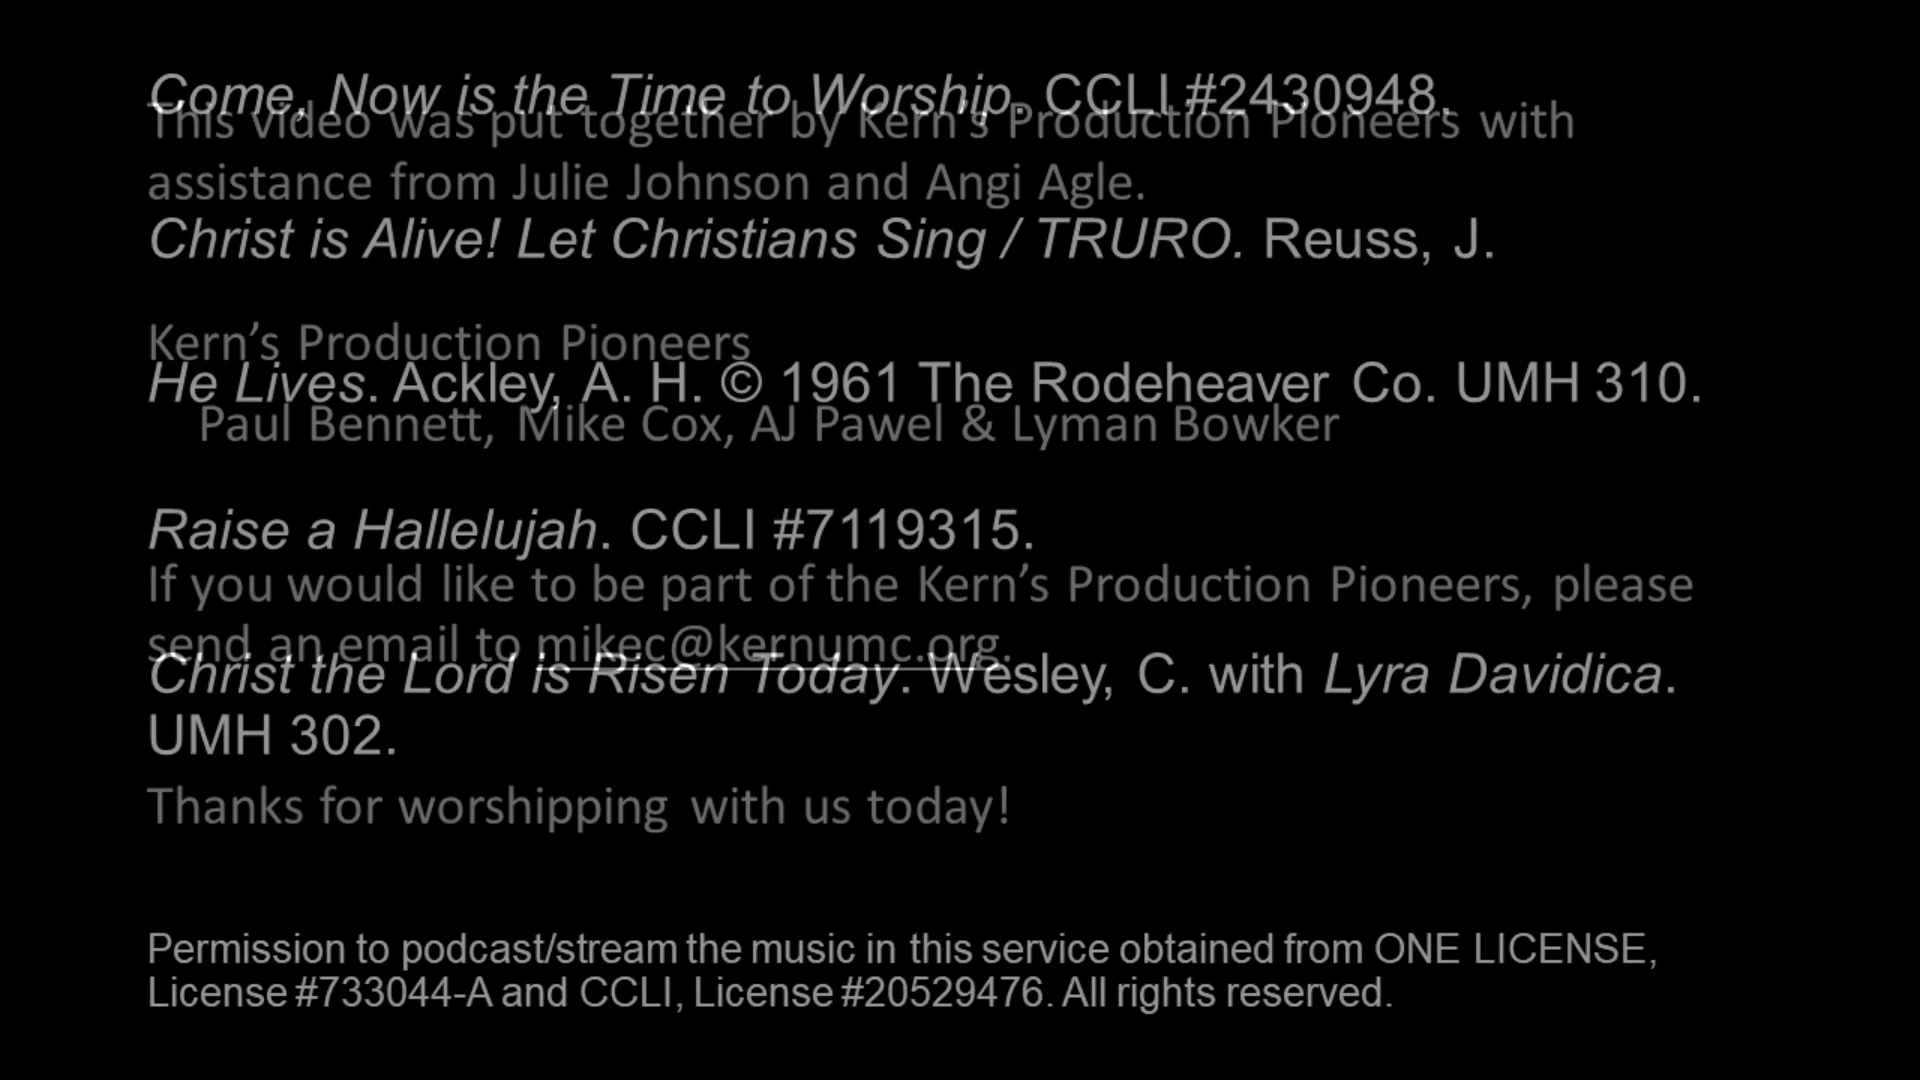 Come, Now is the Time to Worship. CCLI #2430948.
This video was put together by Kern's Production Pioneers with
assistance from Julie Johnson and Angi Agle.
Christ is Alive! Let Christians Sing / TRURO. Reuss, J.
Kern’s Production Pioneers
He Lives. Ackley, A. H. © 1961 The Rodeheaver Co. UMH 310.
Paul Bennett, Mike Cox, AJ Pawel & Lyman Bowker
Raise a Hallelujah. CCLI #7119315.
If you would like to be part of the Kern’s Production Pioneers, please
send an email to mikec@kernumc.org.
Christ the Lord is Risen Today. Wesley, C. with Lyra Davidica.
UMH 302.
Thanks for worshipping with us today!
Permission to podcast/stream the music in this service obtained from ONE LICENSE,
License #733044-A and CCLI, License #20529476. All rights reserved.